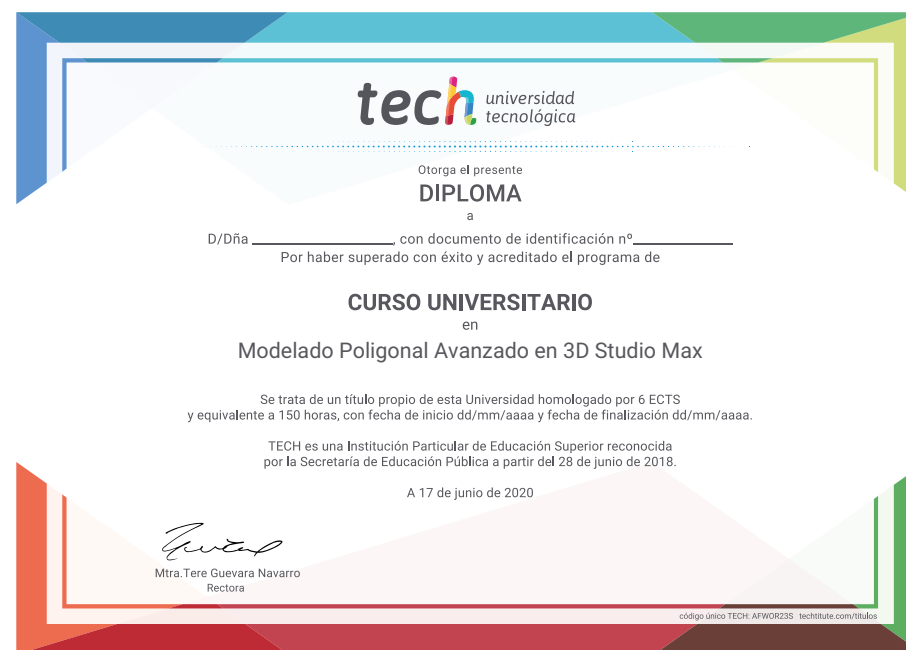 tech universidad
tecnológica
Otorga el presente
DIPLOMA
a
D/Dña ________________, con documento de identificación nº____________
Por haber superado con éxito y acreditado el programa de
CURSO UNIVERSITARIO
en
Modelado Poligonal Avanzado en 3D Studio Max
Se trata de un título propio de esta Universidad homologado por 6 ECTS
y equivalente a 150 horas, con fecha de inicio dd/mm/aaaa y fecha de finalización dd/mm/aaaa.
TECH es una Institución Particular de Educación Superior reconocida
por la Secretaría de Educación Pública a partir del 28 de junio de 2018.
A 17 de junio de 2020
Mtra.Tere Guevara Navarro
Rectora
código único TECH: AFWOR23S techtitute.com/titulos